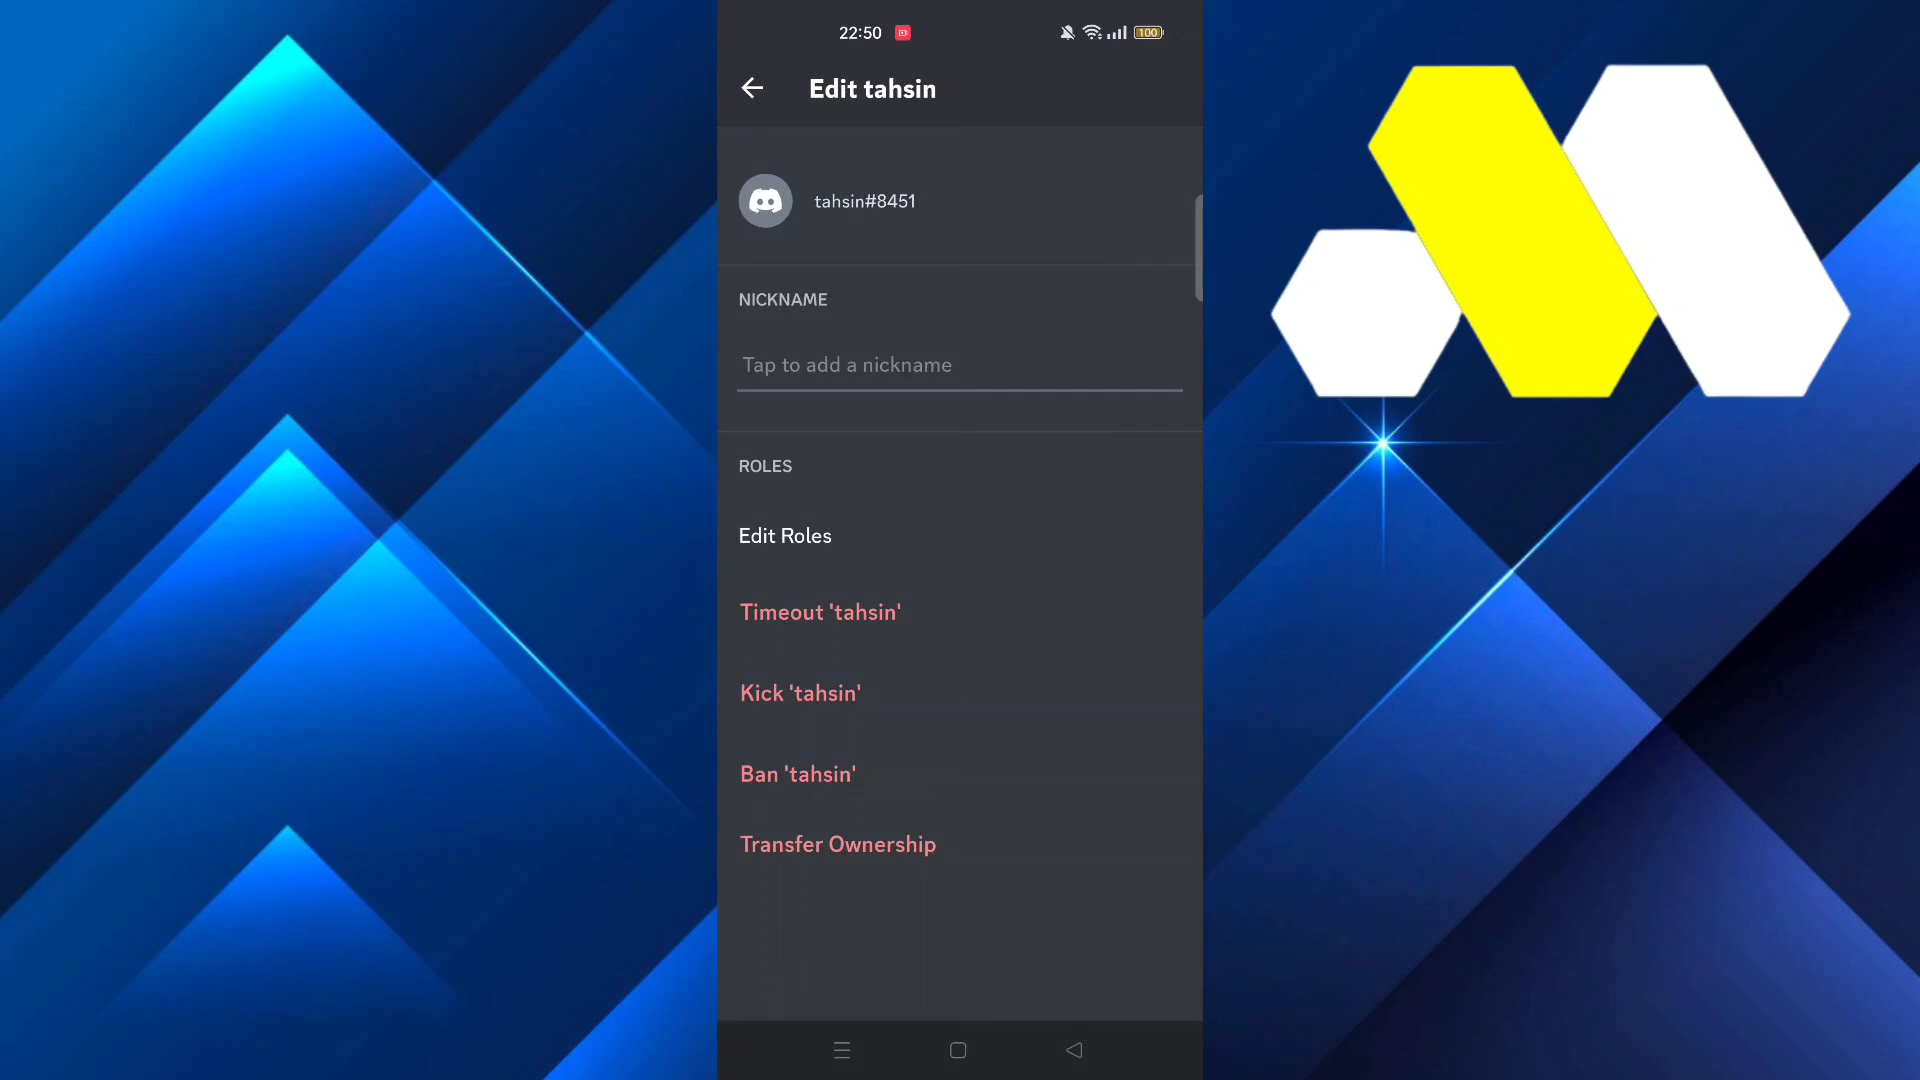 22:50
100
Edit tahsin
tahsin#8451
NICKNAME
Tap to add a nickname
ROLES
Edit Roles
Timeout 'tahsin'
Kick 'tahsin'
Ban 'tahsin'
Transfer Ownership